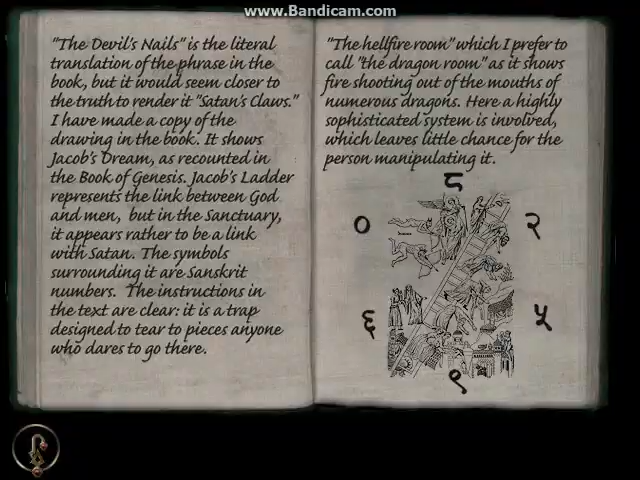 www.Bandicam.com
"The Devil's Nails" is the literal
translation of the phrase in the
book, but it would seem closer to
the truth to render it "Satan's Claws."
I have made a copy of the
drawing in the book. It shows
Jacob's Dream, as recounted in
the Book of Genesis. Jacob's Ladder
represents the link between God
and men, but in the Sanctuary,
it appears rather to be a link
with Satan. The symbols
surrounding it are Sanskrit
numbers. The instructions in
the text are clear: it is a trap
designed to tear to pieces anyone
who dares to go there.
"The hellfire room" which I prefer to
call "the dragon room" as it shows
fire shooting out of the mouths of
numerous dragons. Here a highly
sophisticated system is involved,
which leaves little chance for the
person manipulating it.
८
० २
६ ५
९